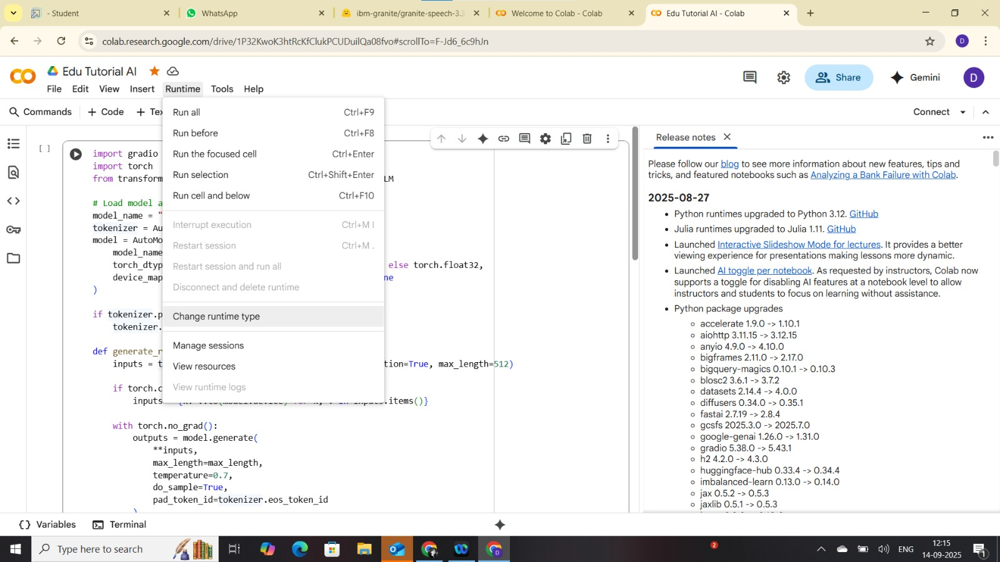 - Student
WhatsApp
ibm-granite/granite-speech-3.3
Welcome to Colab - Colab
Edu Tutorial AI - Colab
colab.research.google.com/drive/1P32KwoK3htRcKfClukPCUDuilQa08fvo#scrollTo=F-Jd6_6c9hJn
D
Edu Tutorial AI
File Edit View Insert Runtime Tools Help
Share
Gemini
D
Commands + Code + Tex
Connect
Run all Ctrl+F9
Run before Ctrl+F8
Run the focused cell Ctrl+Enter
Run selection Ctrl+Shift+Enter
Run cell and below Ctrl+F10
Interrupt execution Ctrl+M I
Restart session Ctrl+M .
Restart session and run all
Disconnect and delete runtime
Change runtime type
Manage sessions
View resources
View runtime logs
[ ]
import gradio
import torch
from transform LM
# Load model a
model_name = "
tokenizer = Au
model = AutoMo
model_name
torch_dtyp else torch.float32,
device_map ne
)
if tokenizer.p
tokenizer.
def generate_r
inputs = t tion=True, max_length=512)
if torch.c
inputs .items()}
with torch.no_grad():
outputs = model.generate(
**inputs,
max_length=max_length,
temperature=0.7,
do_sample=True,
pad_token_id=tokenizer.eos_token_id
)
Release notes
Please follow our blog to see more information about new features, tips and
tricks, and featured notebooks such as Analyzing a Bank Failure with Colab.
2025-08-27
• Python runtimes upgraded to Python 3.12. GitHub
• Julia runtimes upgraded to Julia 1.11. GitHub
• Launched Interactive Slideshow Mode for lectures. It provides a better
viewing experience for presentations making lessons more dynamic.
• Launched AI toggle per notebook. As requested by instructors, Colab now
supports a toggle for disabling AI features at a notebook level to allow
instructors and students to focus on learning without assistance.
• Python package upgrades
accelerate 1.9.0 -> 1.10.1
aiohttp 3.11.15 -> 3.12.15
anyio 4.9.0 -> 4.10.0
bigframes 2.11.0 -> 2.17.0
bigquery-magics 0.10.1 -> 0.10.3
blosc2 3.6.1 -> 3.7.2
datasets 2.14.4 -> 4.0.0
diffusers 0.34.0 -> 0.35.1
fastai 2.7.19 -> 2.8.4
gcsfs 2025.3.0 -> 2025.7.0
google-genai 1.26.0 -> 1.31.0
gradio 5.38.0 -> 5.43.1
h2 4.2.0 -> 4.3.0
huggingface-hub 0.33.4 -> 0.34.4
imbalanced-learn 0.13.0 -> 0.14.0
jax 0.5.2 -> 0.5.3
jaxlib 0.5.1 -> 0.5.3
Variables Terminal
Type here to search
2
ENG
12:15
14-09-2025
1